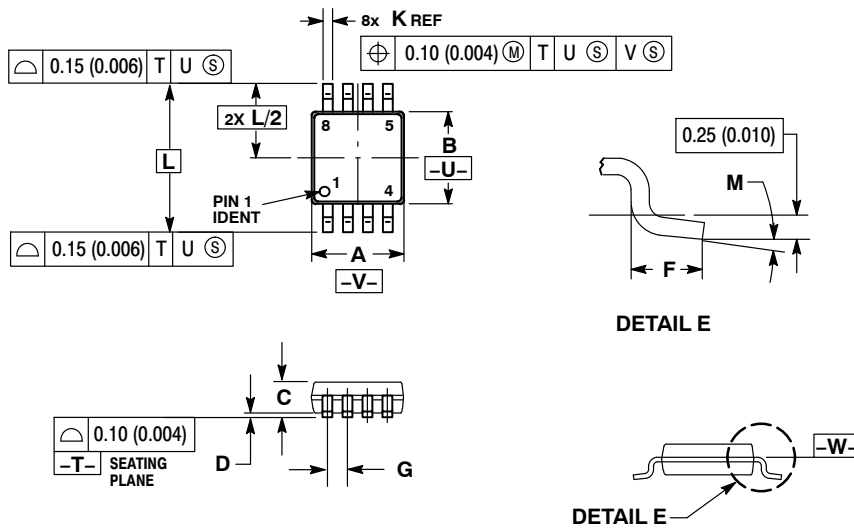 8x K REF
⌖ 0.10 (0.004) Ⓜ T U Ⓢ V Ⓢ
⌓ 0.15 (0.006) T U Ⓢ
2X L/2
8 5
L
B
-U-
PIN 1
IDENT
1 4
⌓ 0.15 (0.006) T U Ⓢ
A
-V-
0.25 (0.010)
M
F
DETAIL E
C
⌓ 0.10 (0.004)
-T- SEATING
PLANE
D
G
-W-
DETAIL E